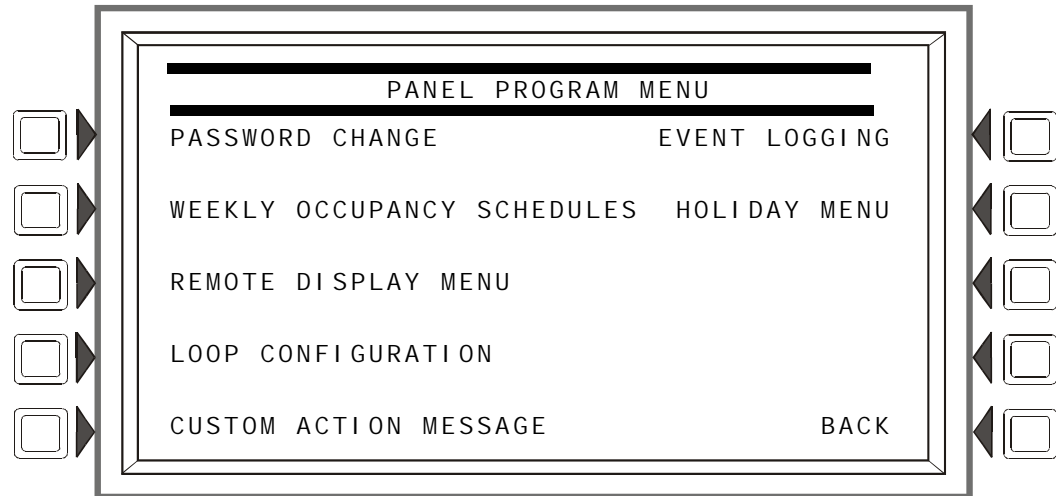 PANEL PROGRAM MENU
PASSWORD CHANGE EVENT LOGGING
WEEKLY OCCUPANCY SCHEDULES HOLIDAY MENU
REMOTE DISPLAY MENU
LOOP CONFIGURATION
CUSTOM ACTION MESSAGE BACK